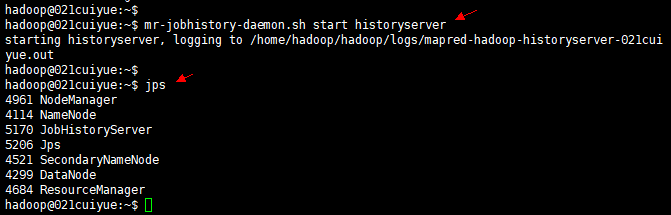 hadoop@021cuiyue:~$
hadoop@021cuiyue:~$ mr-jobhistory-daemon.sh start historyserver
starting historyserver, logging to /home/hadoop/hadoop/logs/mapred-hadoop-historyserver-021cui
yue.out
hadoop@021cuiyue:~$
hadoop@021cuiyue:~$ jps
4961 NodeManager
4114 NameNode
5170 JobHistoryServer
5206 Jps
4521 SecondaryNameNode
4299 DataNode
4684 ResourceManager
hadoop@021cuiyue:~$